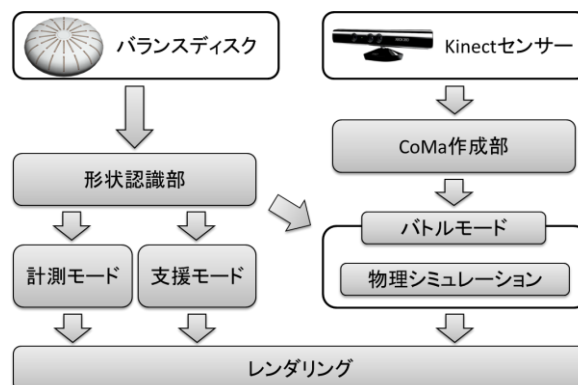 バランスディスク
Kinectセンサー
CoMa作成部
形状認識部
バトルモード
計測モード
支援モード
物理シミュレーション
レンダリング